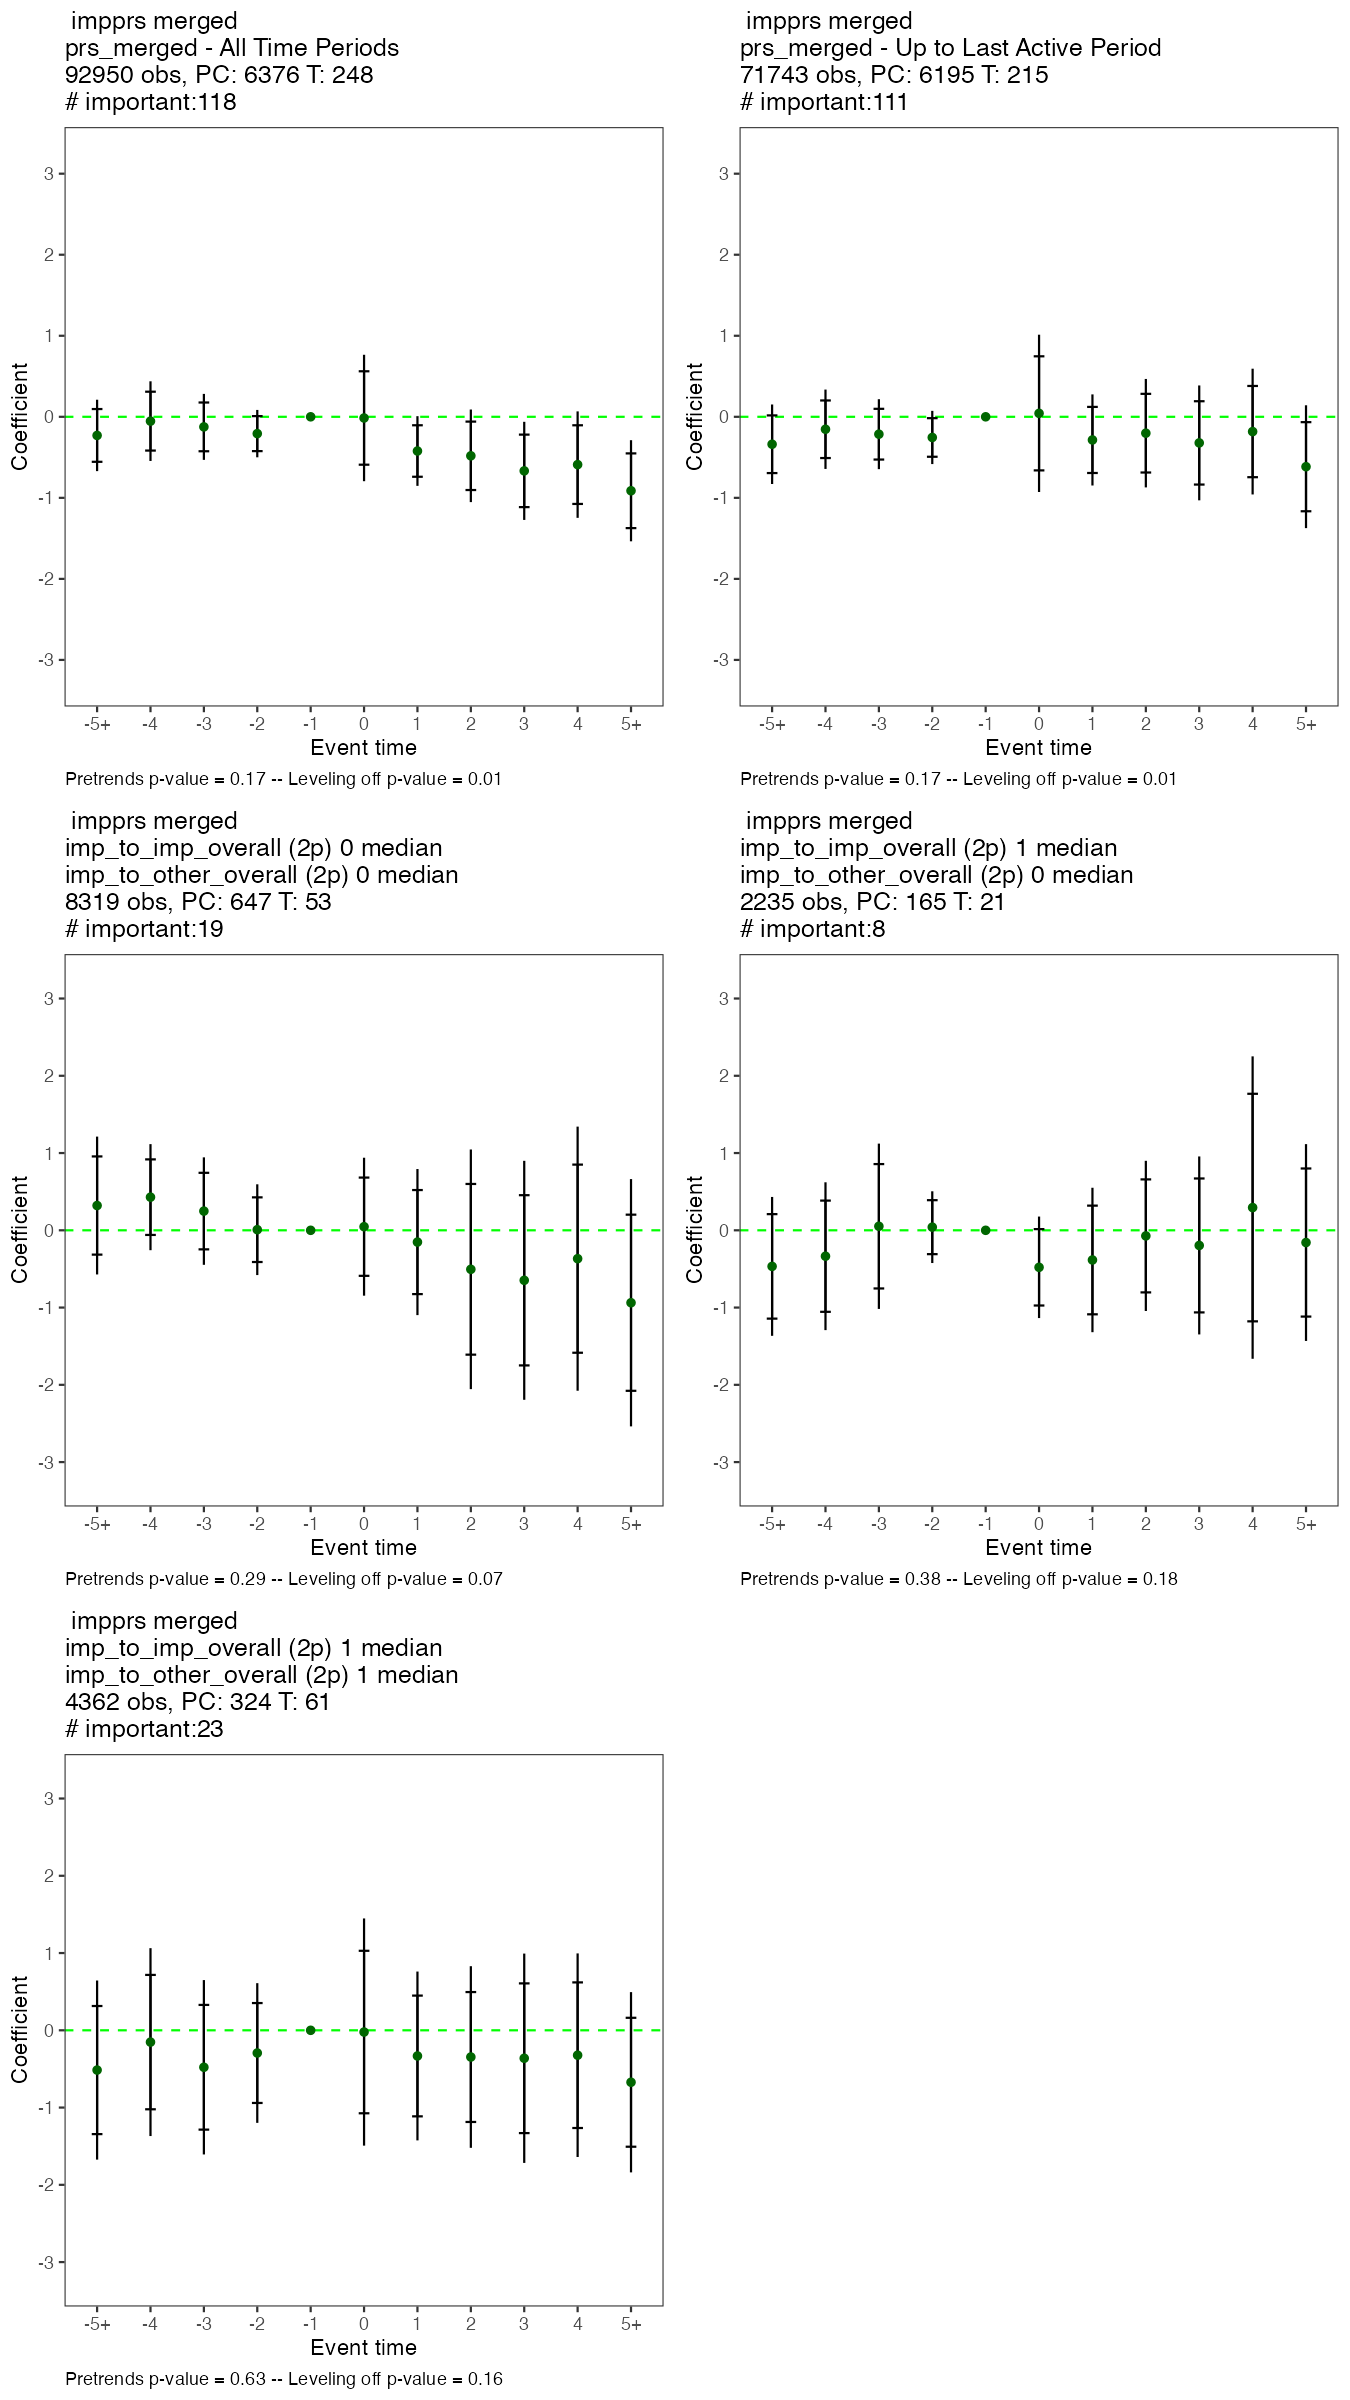 impprs merged
prs_merged - All Time Periods
92950 obs, PC: 6376 T: 248
# important:118
3
2
1
0
-1
-2
-3
Coefficient
-5+ -4 -3 -2 -1 0 1 2 3 4 5+
Event time
Pretrends p-value = 0.17 -- Leveling off p-value = 0.01
impprs merged
prs_merged - Up to Last Active Period
71743 obs, PC: 6195 T: 215
# important:111
3
2
1
0
-1
-2
-3
Coefficient
-5+ -4 -3 -2 -1 0 1 2 3 4 5+
Event time
Pretrends p-value = 0.17 -- Leveling off p-value = 0.01
impprs merged
imp_to_imp_overall (2p) 0 median
imp_to_other_overall (2p) 0 median
8319 obs, PC: 647 T: 53
# important:19
3
2
1
0
-1
-2
-3
Coefficient
-5+ -4 -3 -2 -1 0 1 2 3 4 5+
Event time
Pretrends p-value = 0.29 -- Leveling off p-value = 0.07
impprs merged
imp_to_imp_overall (2p) 1 median
imp_to_other_overall (2p) 0 median
2235 obs, PC: 165 T: 21
# important:8
3
2
1
0
-1
-2
-3
Coefficient
-5+ -4 -3 -2 -1 0 1 2 3 4 5+
Event time
Pretrends p-value = 0.38 -- Leveling off p-value = 0.18
impprs merged
imp_to_imp_overall (2p) 1 median
imp_to_other_overall (2p) 1 median
4362 obs, PC: 324 T: 61
# important:23
3
2
1
0
-1
-2
-3
Coefficient
-5+ -4 -3 -2 -1 0 1 2 3 4 5+
Event time
Pretrends p-value = 0.63 -- Leveling off p-value = 0.16